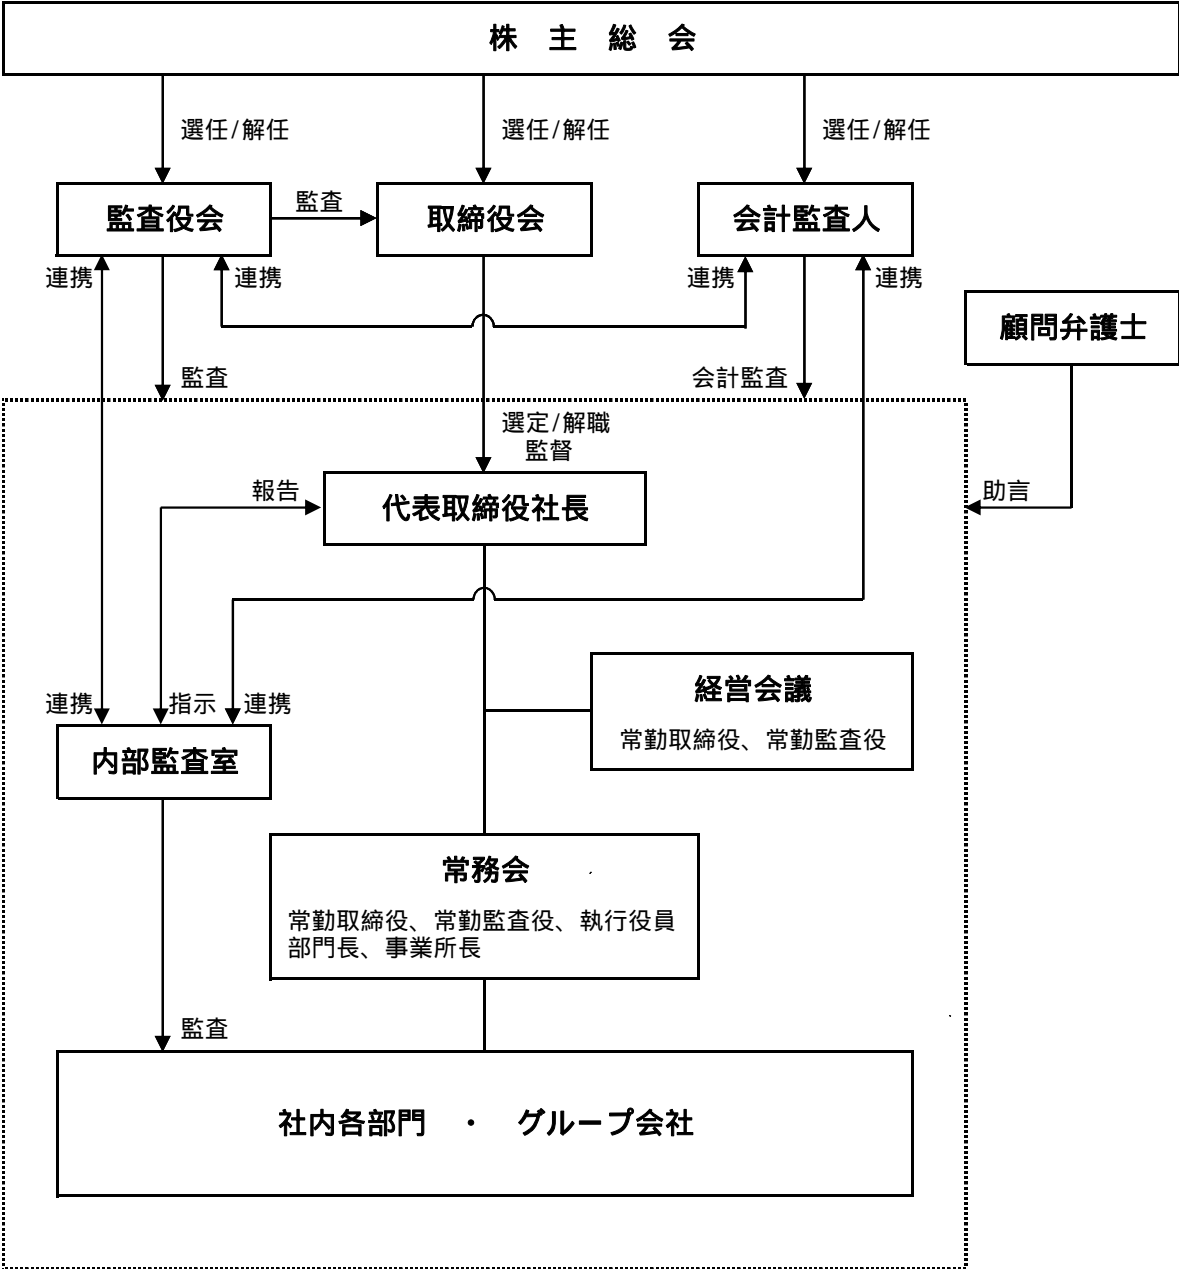 株 主 総 会
選任/解任
選任/解任
選任/解任
監査役会
監査
取締役会
会計監査人
連携
連携
連携
連携
顧問弁護士
監査
会計監査
選定/解職
監督
報告
代表取締役社長
助言
経営会議
常勤取締役、常勤監査役
連携
指示
連携
内部監査室
常務会
常勤取締役、常勤監査役、執行役員
部門長、事業所長
監査
社内各部門 ・ グループ会社